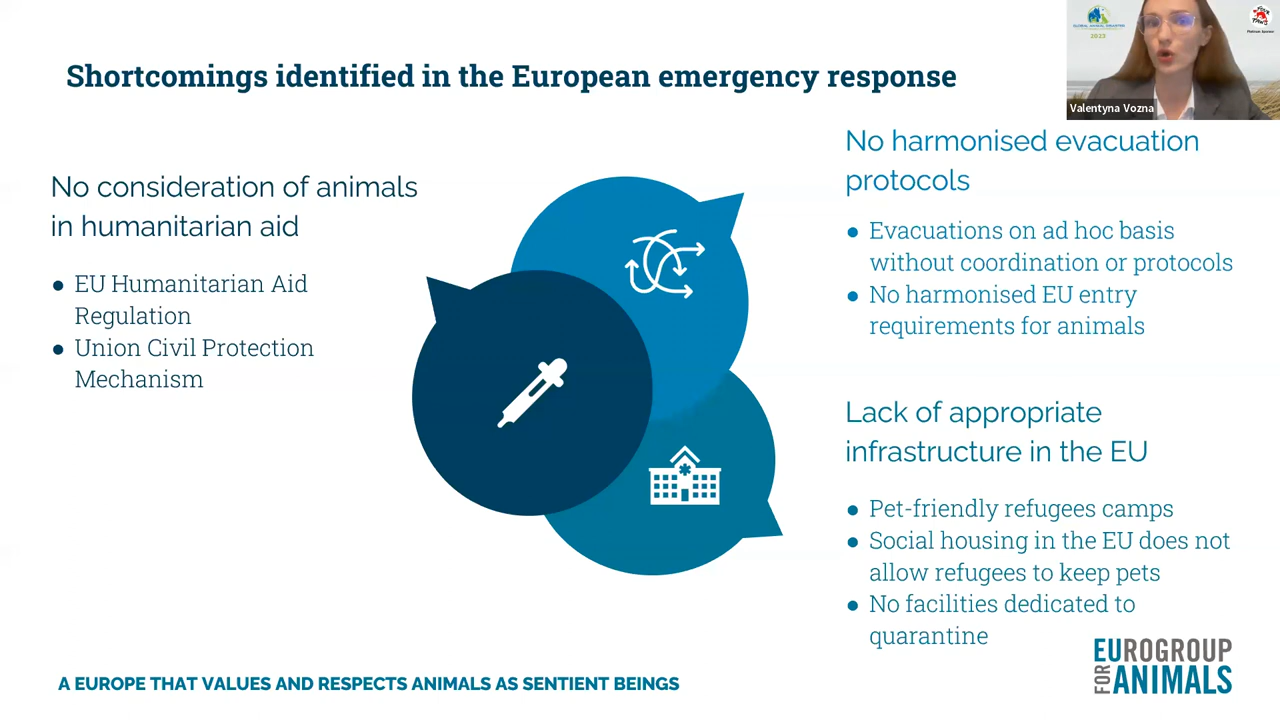 Shortcomings identified in the European emergency response
GLOBAL ANIMAL DISASTER
2023
Valentyna Vozna
No consideration of animals
in humanitarian aid
● EU Humanitarian Aid
Regulation
● Union Civil Protection
Mechanism
No harmonised evacuation
protocols
● Evacuations on ad hoc basis
without coordination or protocols
● No harmonised EU entry
requirements for animals
Lack of appropriate
infrastructure in the EU
● Pet-friendly refugees camps
● Social housing in the EU does not
allow refugees to keep pets
● No facilities dedicated to
quarantine
A EUROPE THAT VALUES AND RESPECTS ANIMALS AS SENTIENT BEINGS
EUROGROUP
FOR ANIMALS